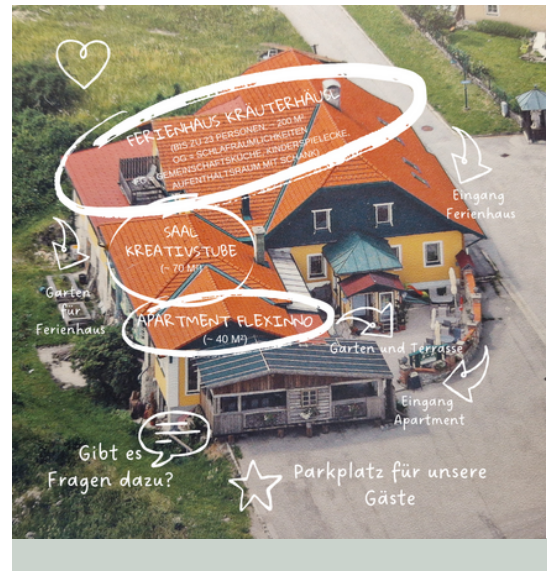 FERIENHAUS KRÄUTERHÄUSL
(BIS ZU 23 PERSONEN, ~ 200 M²
OG = SCHLAFRÄUMLICHKEITEN
GEMEINSCHAFTSKÜCHE, KINDERSPIELECKE,
AUFENTHALTSRAUM MIT SCHANK)
Eingang
Ferienhaus
SAAL
KREATIVSTUBE
(~ 70 M²)
Garten
für
Ferienhaus
APARTMENT FLEXINNO
(~ 40 M²)
Garten und Terrasse
Eingang
Apartment
Gibt es
Fragen dazu?
Parkplatz für unsere
Gäste